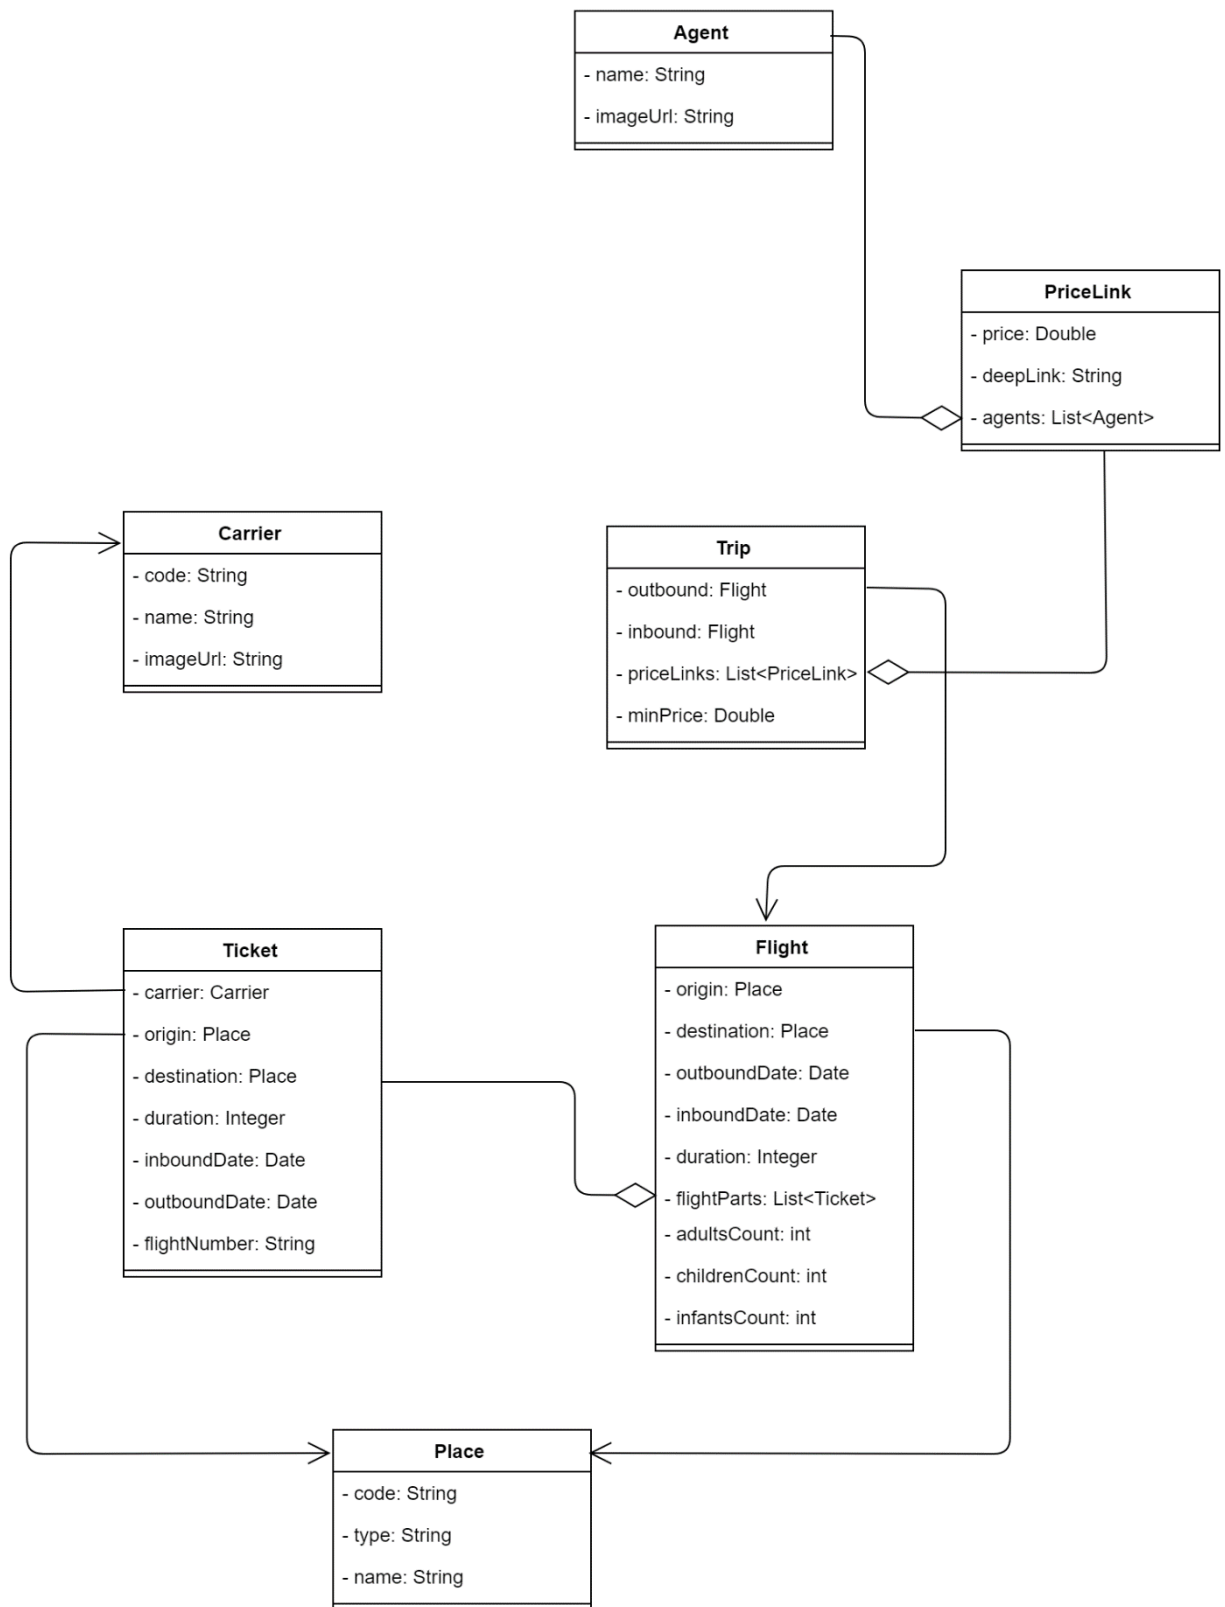 Agent
- name: String
- imageUrl: String
PriceLink
- price: Double
- deepLink: String
- agents: List<Agent>
Carrier
- code: String
- name: String
- imageUrl: String
Trip
- outbound: Flight
- inbound: Flight
- priceLinks: List<PriceLink>
- minPrice: Double
Ticket
- carrier: Carrier
- origin: Place
- destination: Place
- duration: Integer
- inboundDate: Date
- outboundDate: Date
- flightNumber: String
Flight
- origin: Place
- destination: Place
- outboundDate: Date
- inboundDate: Date
- duration: Integer
- flightParts: List<Ticket>
- adultsCount: int
- childrenCount: int
- infantsCount: int
Place
- code: String
- type: String
- name: String